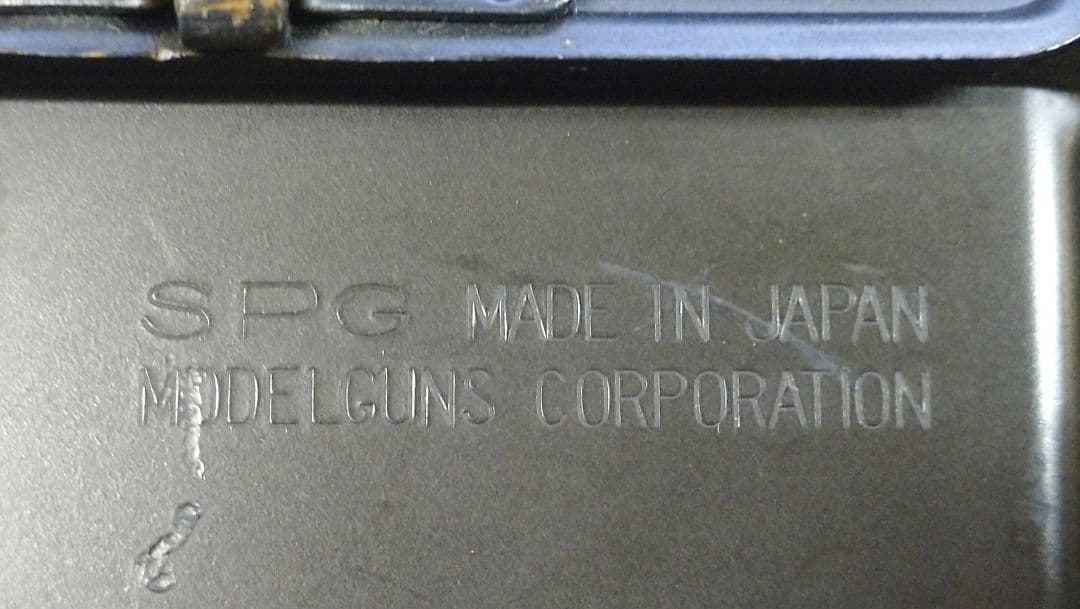 SPG MADE IN JAPAN
MODELGUNS CORPORATION